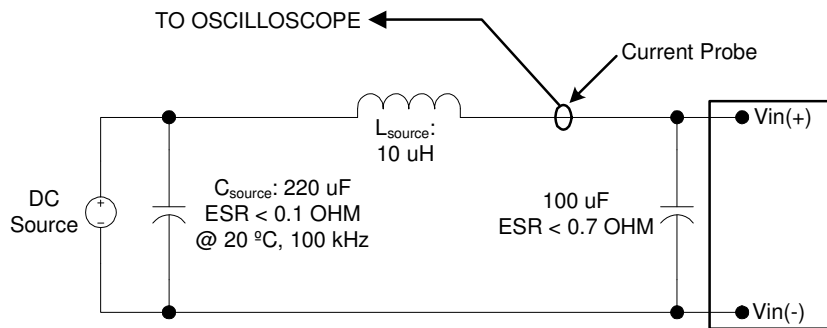 TO OSCILLOSCOPE
Current Probe
Lsource:
10 uH
Vin(+)
DC
Source
+
−
Csource: 220 uF
ESR < 0.1 OHM
@ 20 ºC, 100 kHz
100 uF
ESR < 0.7 OHM
Vin(-)